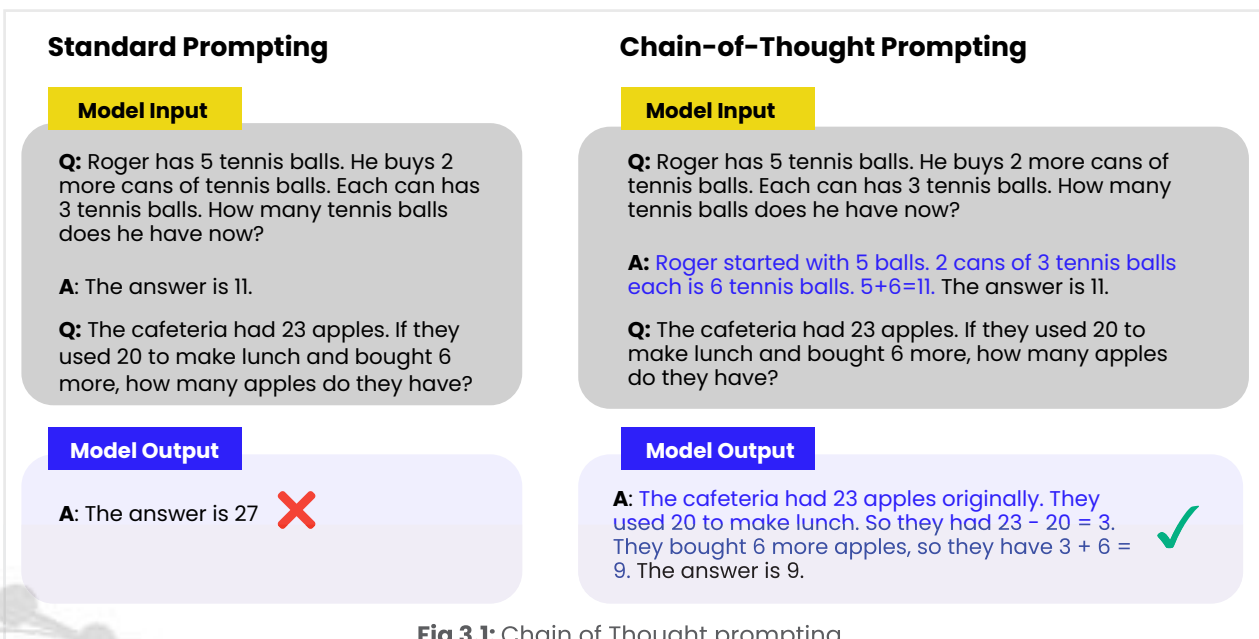 Standard Prompting
Model Input
Q: Roger has 5 tennis balls. He buys 2
more cans of tennis balls. Each can has
3 tennis balls. How many tennis balls
does he have now?
A: The answer is 11.
Q: The cafeteria had 23 apples. If they
used 20 to make lunch and bought 6
more, how many apples do they have?
Model Output
A: The answer is 27
Chain-of-Thought Prompting
Model Input
Q: Roger has 5 tennis balls. He buys 2 more cans of
tennis balls. Each can has 3 tennis balls. How many
tennis balls does he have now?
A: Roger started with 5 balls. 2 cans of 3 tennis balls
each is 6 tennis balls. 5+6=11. The answer is 11.
Q: The cafeteria had 23 apples. If they used 20 to
make lunch and bought 6 more, how many apples
do they have?
Model Output
A: The cafeteria had 23 apples originally. They
used 20 to make lunch. So they had 23 - 20 = 3.
They bought 6 more apples, so they have 3 + 6 =
9. The answer is 9.
Fig 3.1: Chain of Thought prompting